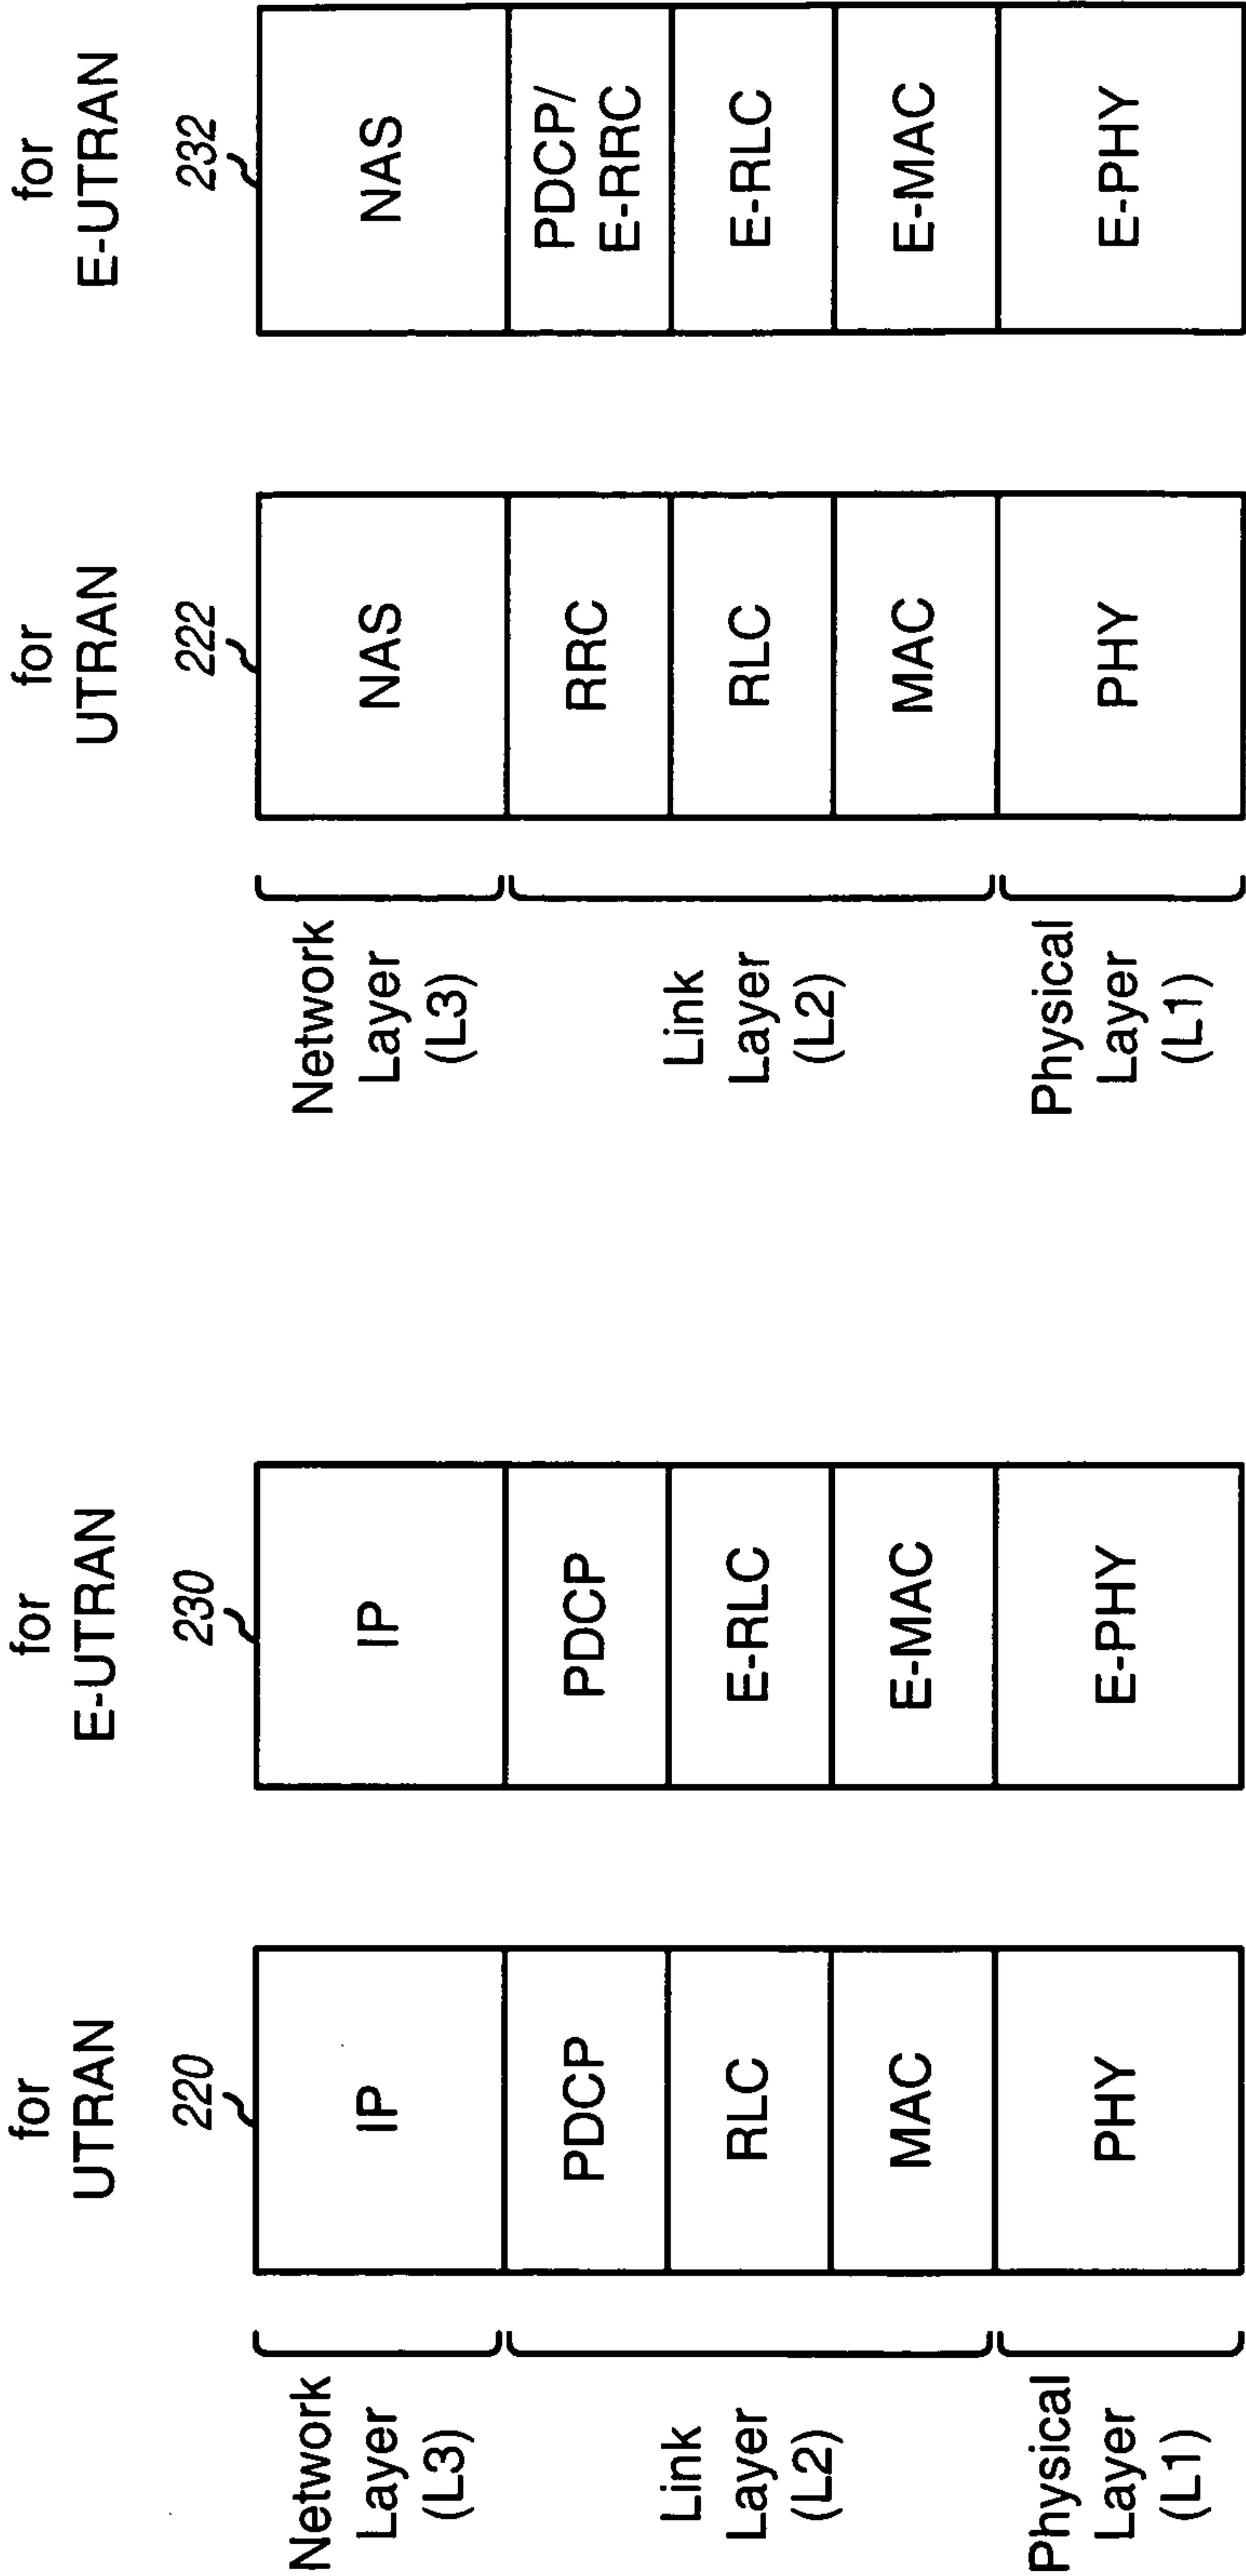 for
UTRAN
220
Network
Layer
(L3)
IP
Link
Layer
(L2)
PDCP
RLC
MAC
Physical
Layer
(L1)
PHY
for
E-UTRAN
230
IP
PDCP
E-RLC
E-MAC
E-PHY
for
UTRAN
222
Network
Layer
(L3)
NAS
Link
Layer
(L2)
RRC
RLC
MAC
Physical
Layer
(L1)
PHY
for
E-UTRAN
232
NAS
PDCP/
E-RRC
E-RLC
E-MAC
E-PHY